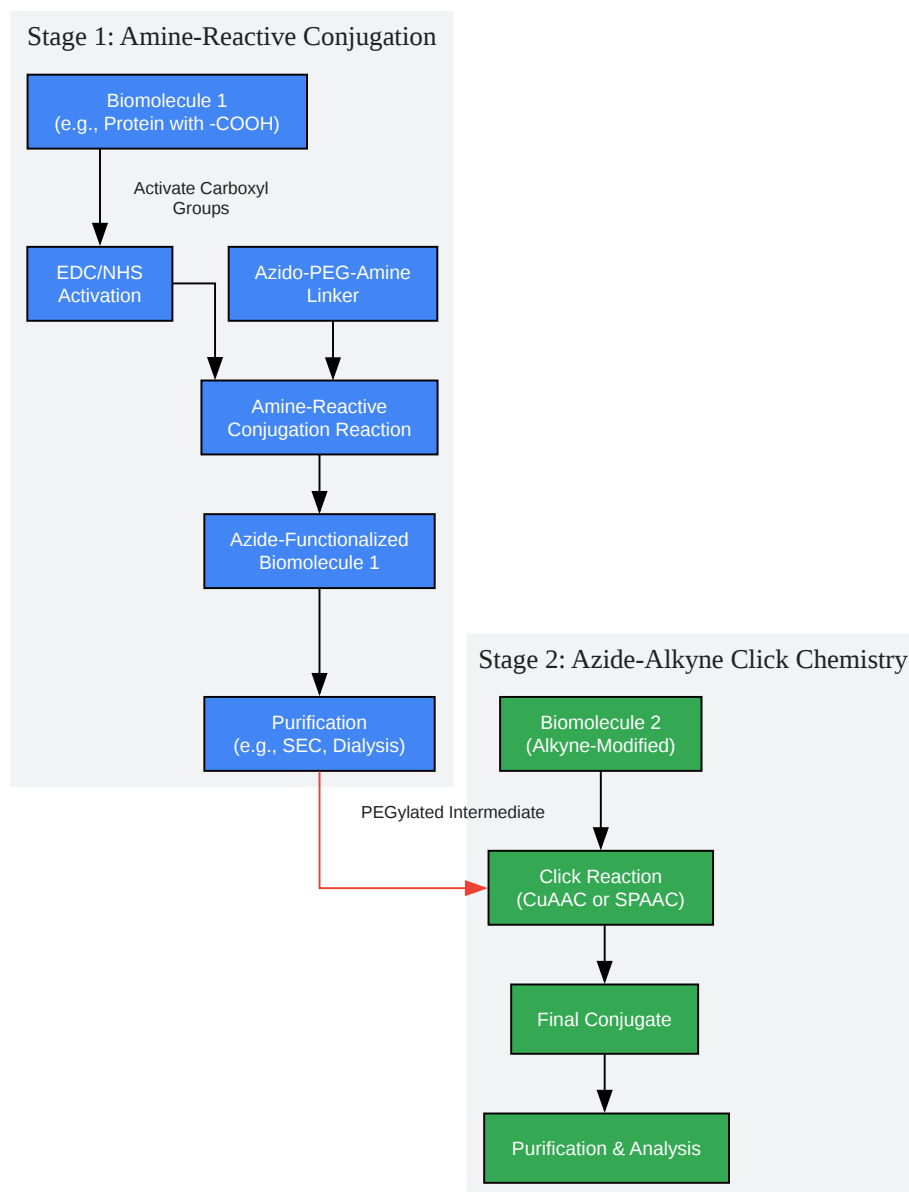 Stage 1: Amine-Reactive Conjugation
Biomolecule 1
(e.g., Protein with -COOH)
Activate Carboxyl
Groups
EDC/NHS
Activation
Azido-PEG-Amine
Linker
Amine-Reactive
Conjugation Reaction
Azide-Functionalized
Biomolecule 1
Purification
(e.g., SEC, Dialysis)
PEGylated Intermediate
Stage 2: Azide-Alkyne Click Chemistry
Biomolecule 2
(Alkyne-Modified)
Click Reaction
(CuAAC or SPAAC)
Final Conjugate
Purification & Analysis